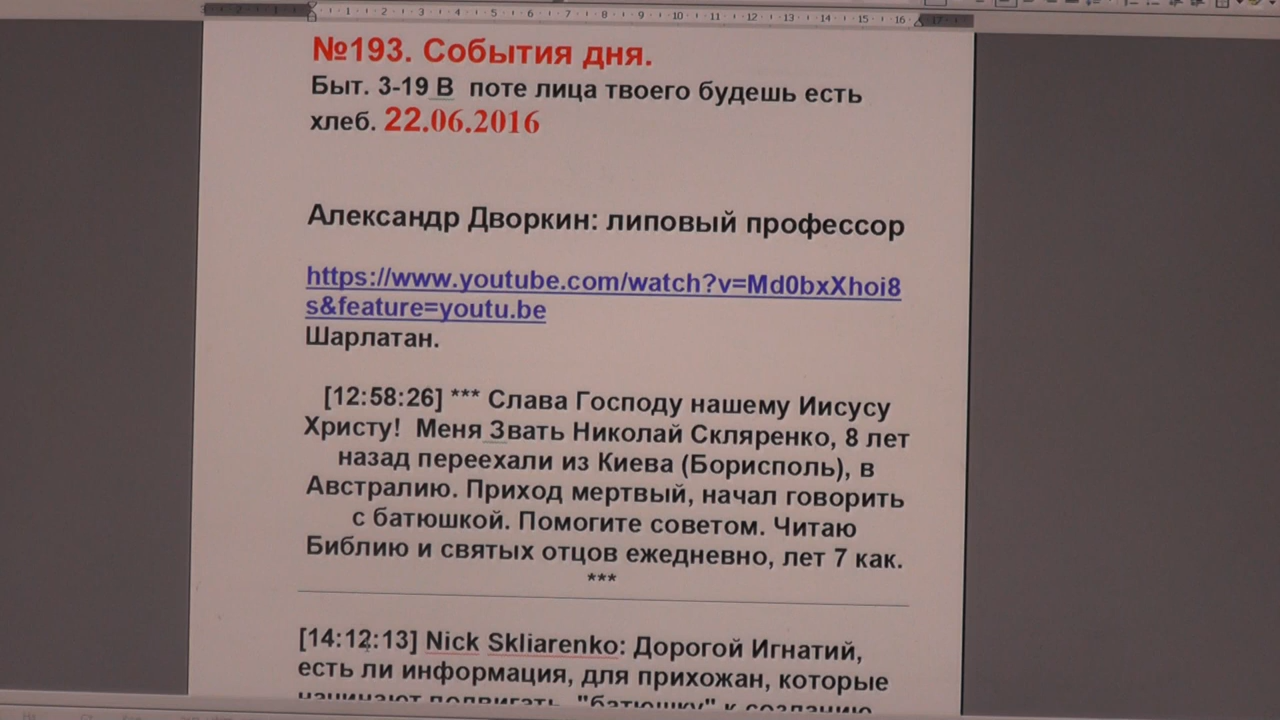 №193. События дня.
Быт. 3-19 В поте лица твоего будешь есть
хлеб. 22.06.2016
Александр Дворкин: липовый профессор
https://www.youtube.com/watch?v=Md0bxXhoi8
s&feature=youtu.be
Шарлатан.
[12:58:26] *** Слава Господу нашему Иисусу
Христу! Меня Звать Николай Скляренко, 8 лет
назад переехали из Киева (Борисполь), в
Австралию. Приход мертвый, начал говорить
с батюшкой. Помогите советом. Читаю
Библию и святых отцов ежедневно, лет 7 как.
***
[14:12:13] Nick Skliarenko: Дорогой Игнатий,
есть ли информация, для прихожан, которые
начинают подвигать "батюшку" к созданию